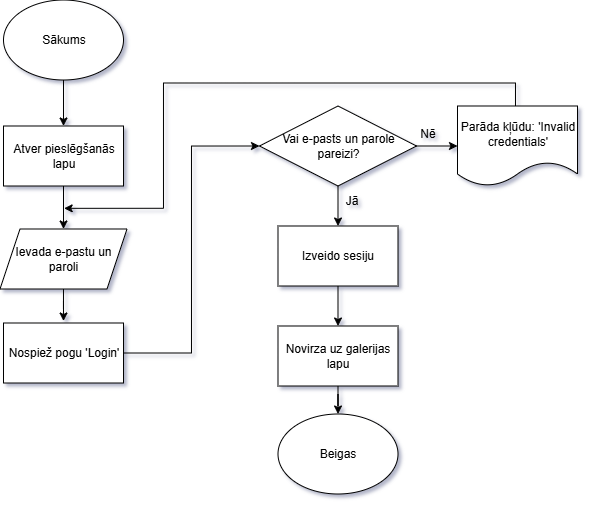 Sākums
Atver pieslēgšanās
lapu
Ievada e-pastu un
paroli
Nospiež pogu 'Login'
Vai e-pasts un parole
pareizi?
Nē
Parāda kļūdu: 'Invalid
credentials'
Jā
Izveido sesiju
Novirza uz galerijas
lapu
Beigas